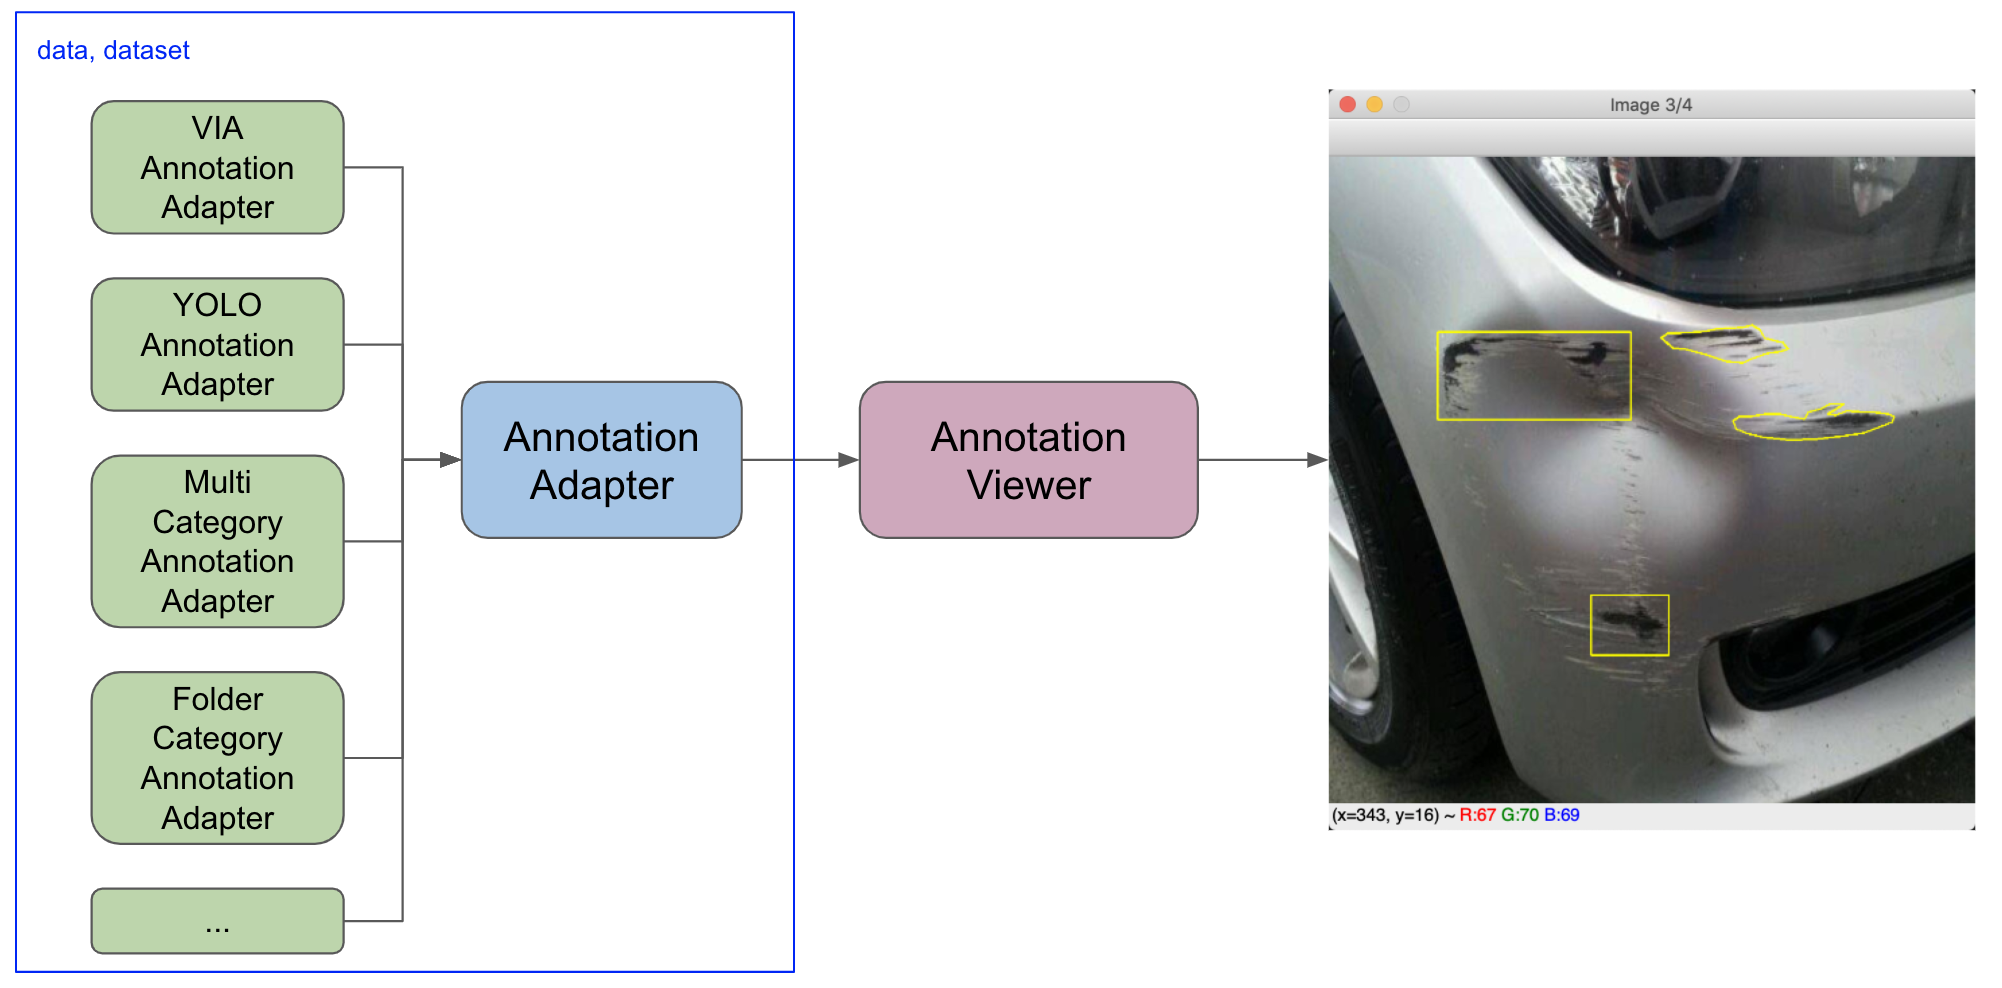 data, dataset
VIA
Annotation
Adapter
YOLO
Annotation
Adapter
Multi
Category
Annotation
Adapter
Folder
Category
Annotation
Adapter
...
Annotation
Adapter
Annotation
Viewer
Image 3/4
(x=343, y=16) ~ R:67 G:70 B:69